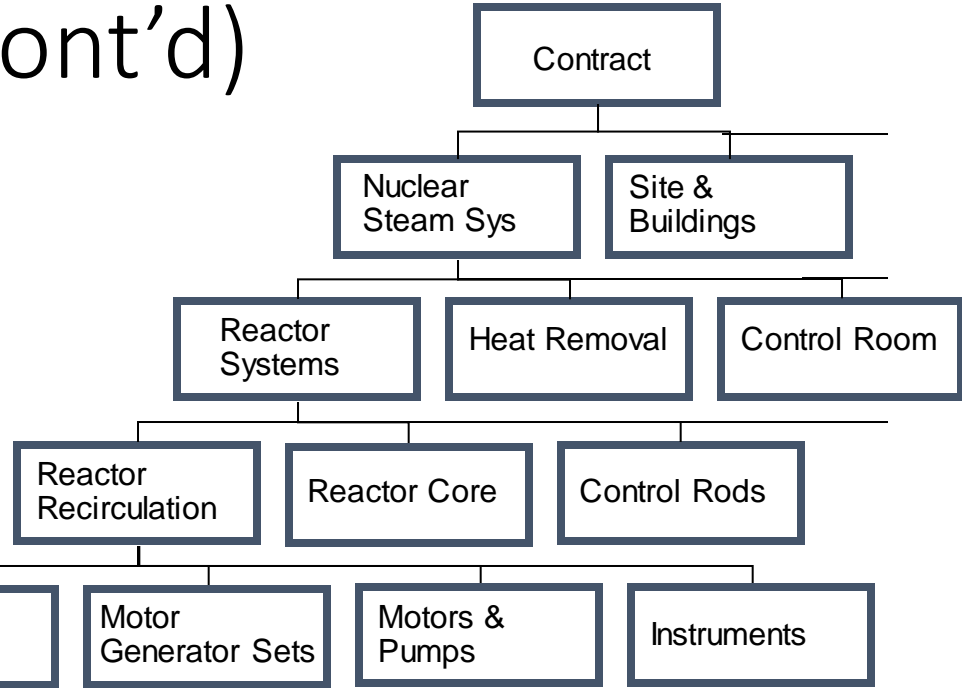 ont’d)
Contract
Nuclear
Steam Sys
Site &
Buildings
Reactor
Systems
Heat Removal
Control Room
Reactor
Recirculation
Reactor Core
Control Rods
Motor
Generator Sets
Motors &
Pumps
Instruments